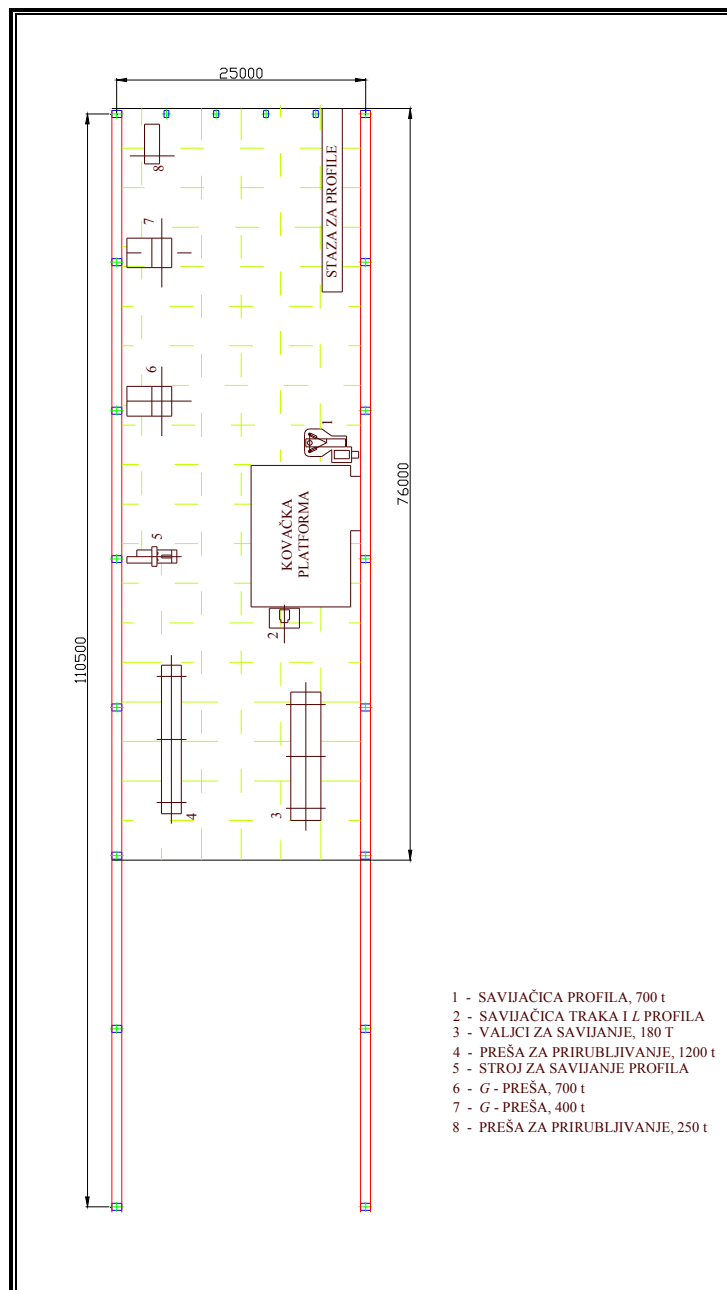 25000
8
7
STAZA ZA PROFILE
6
1
76000
KOVAČKA
PLATFORMA
5
2
110500
4
3
1 - SAVIJAČICA PROFILA, 700 t
2 - SAVIJAČICA TRAKA I L PROFILA
3 - VALJCI ZA SAVIJANJE, 180 T
4 - PREŠA ZA PRIRUBLJIVANJE, 1200 t
5 - STROJ ZA SAVIJANJE PROFILA
6 - G - PREŠA, 700 t
7 - G - PREŠA, 400 t
8 - PREŠA ZA PRIRUBLJIVANJE, 250 t